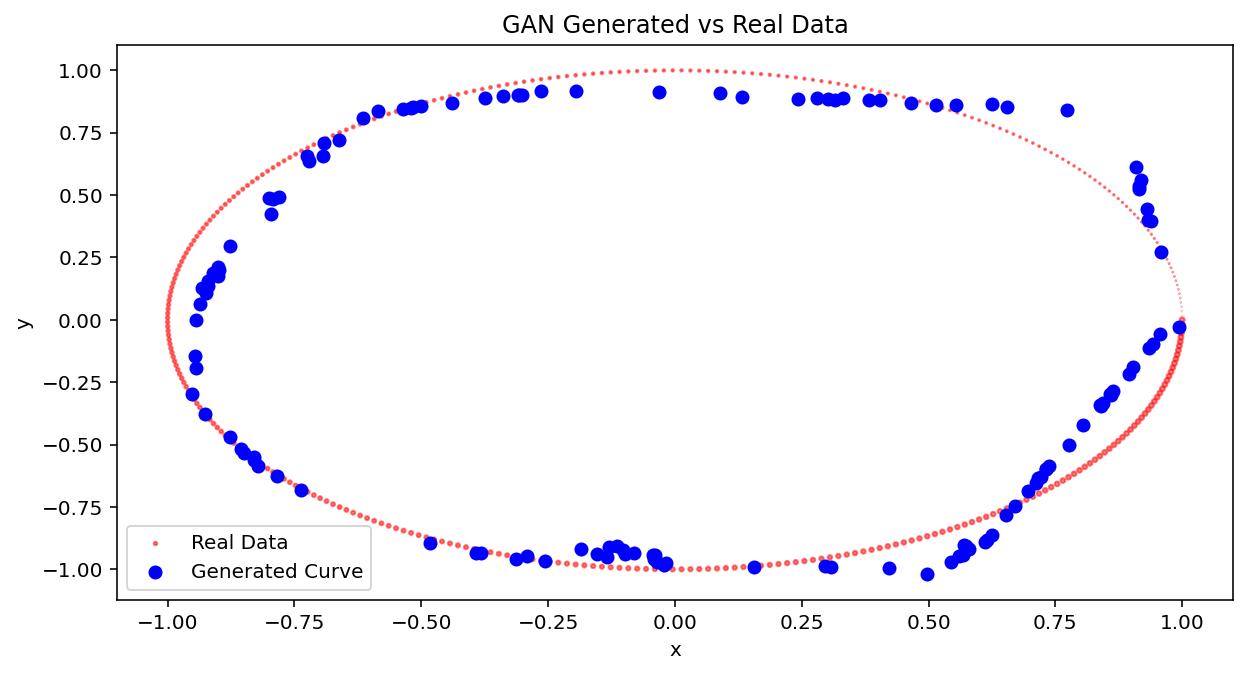 GAN Generated vs Real Data
1.00
0.75
0.50
0.25
0.00
−0.25
−0.50
−0.75
−1.00
y
Real Data
Generated Curve
−1.00 −0.75 −0.50 −0.25 0.00 0.25 0.50 0.75 1.00
x